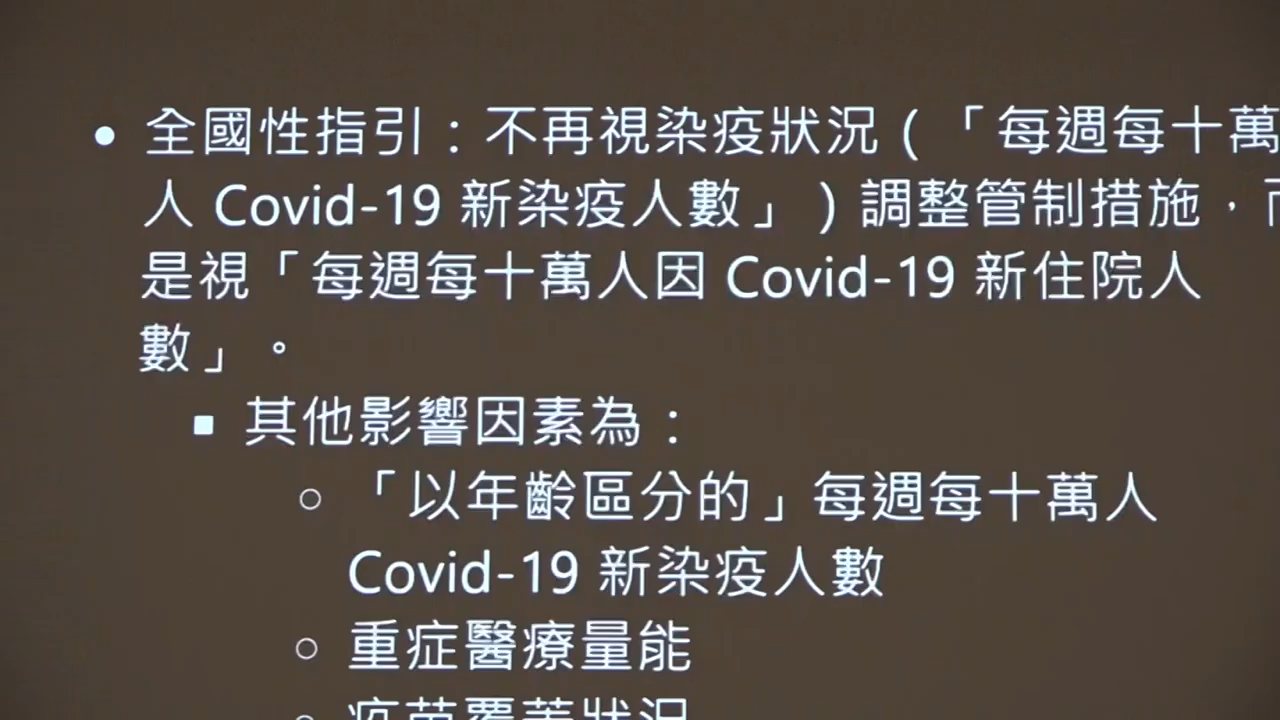 • 全國性指引：不再視染疫狀況（「每週每十萬
人 Covid-19 新染疫人數」）調整管制措施，而
是視「每週每十萬人因 Covid-19 新住院人
數」。
▪ 其他影響因素為：
○ 「以年齡區分的」每週每十萬人
Covid-19 新染疫人數
○ 重症醫療量能
○ 疫苗覆蓋狀況